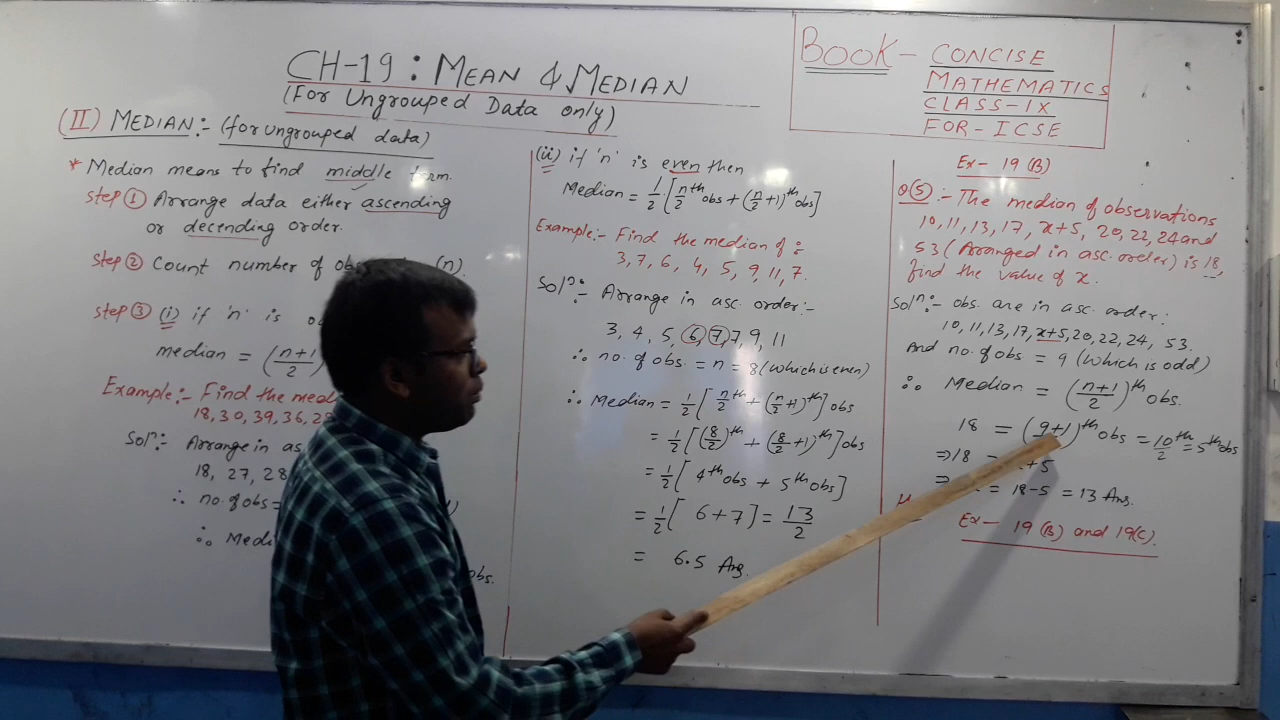 CH-19 : MEAN & MEDIAN
(For Ungrouped Data only)
BOOK - CONCISE
MATHEMATICS
CLASS-IX
FOR-ICSE
(II) MEDIAN:- (for ungrouped data)
* Median means to find middle term.
step ① Arrange data either ascending
or decending order.
step ② Count number of (n).
step ③ (i) if 'n' is
median = (n+1/2)
Example:- Find the
18, 30, 39, 36,
Solⁿ:- Arrange in
18, 27, 28
∴ no. of obs =
∴
obs.
(ii) if 'n' is even then
Median = 1/2 [n/2 th obs + (n/2 +1)th obs]
Example:- Find the median of :
3, 7, 6, 4, 5, 9, 11, 7.
Solⁿ:- Arrange in asc. order:-
3, 4, 5, 6, 7, 7, 9, 11
∴ no. of obs. = n = 8 (which is even)
∴ Median = 1/2 [n/2 th + (n/2 +1)th] obs
= 1/2 [(8/2)th + (8/2 +1)th] obs
= 1/2 [4th obs + 5th obs]
= 1/2 [6+7] = 13/2
= 6.5 Ans.
Ex- 19 (B)
Q⑤:- The median of observations
10, 11, 13, 17, x+5, 20, 22, 24 and
53 (Arranged in asc. order) is 18,
find the value of x.
Solⁿ:- obs. are in asc. order:
10, 11, 13, 17, x+5, 20, 22, 24, 53.
And no. of obs = 9 (which is odd)
∴ Median = (n+1/2)th obs.
18 = (9+1)th obs = 10/2 th = 5th obs
⇒ 18 +5
⇒ = 18-5 = 13 Ans.
Ex- 19 (B) and 19(C).